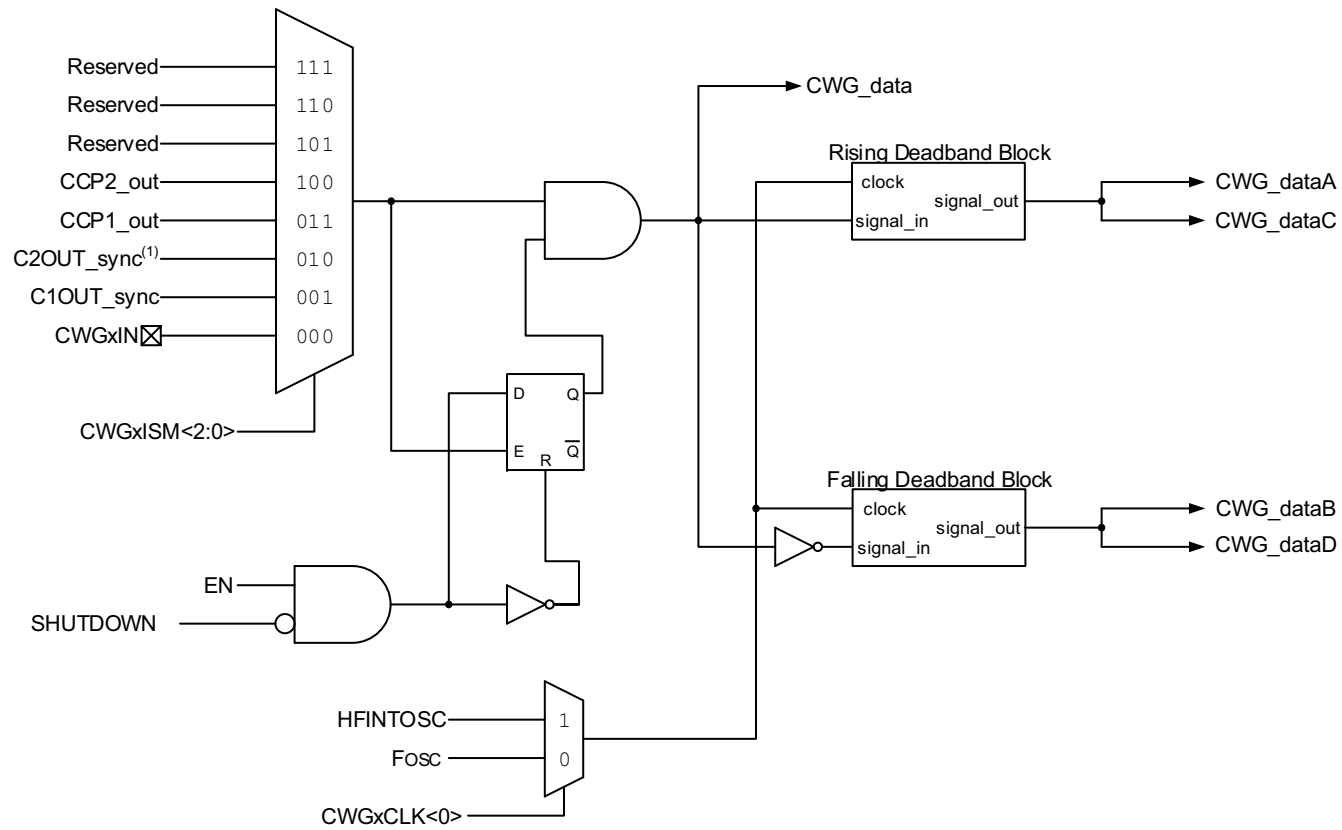 Reserved
111
Reserved
110
Reserved
101
CCP2_out
100
CCP1_out
011
C2OUT_sync(1)
010
C1OUT_sync
001
CWGxIN
000
CWGxISM<2:0>
CWG_data
Rising Deadband Block
clock
signal_out
signal_in
CWG_dataA
CWG_dataC
D
Q
E
R
Q̅
Falling Deadband Block
clock
signal_out
signal_in
CWG_dataB
CWG_dataD
EN
SHUTDOWN
HFINTOSC
1
FOSC
0
CWGxCLK<0>